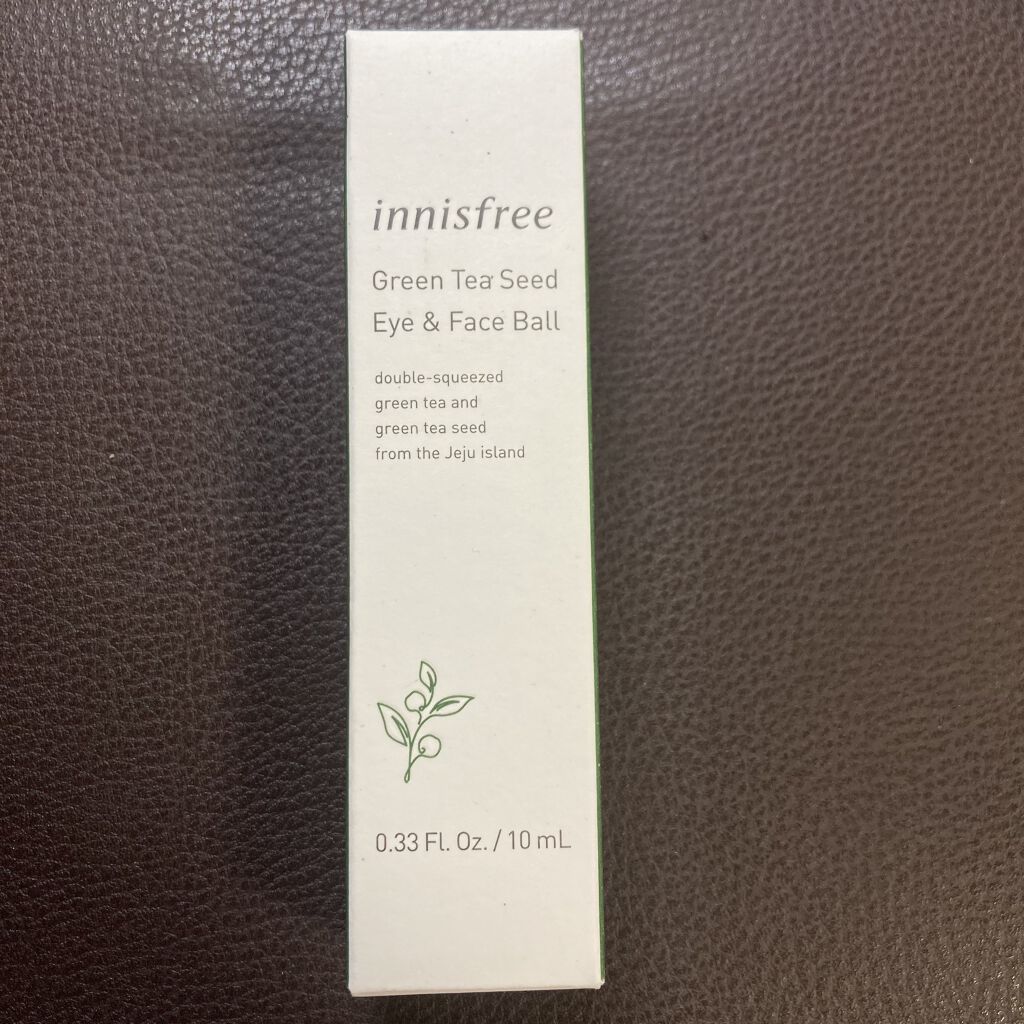 innisfree
Green Tea Seed
Eye & Face Ball
double-squeezed
green tea and
green tea seed
from the Jeju island
0.33 Fl. Oz. / 10 mL